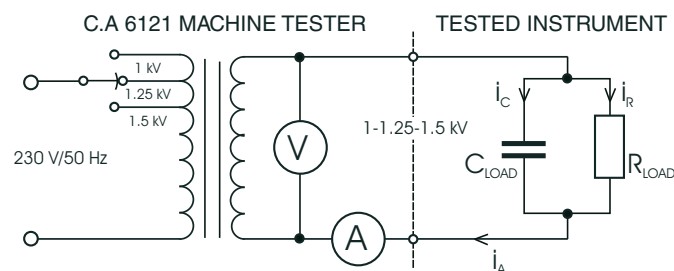 C.A 6121 MACHINE TESTER
TESTED INSTRUMENT
1 kV
1.25 kV
1.5 kV
230 V/50 Hz
V
A
1-1.25-1.5 kV
iC
iR
CLOAD
RLOAD
iA